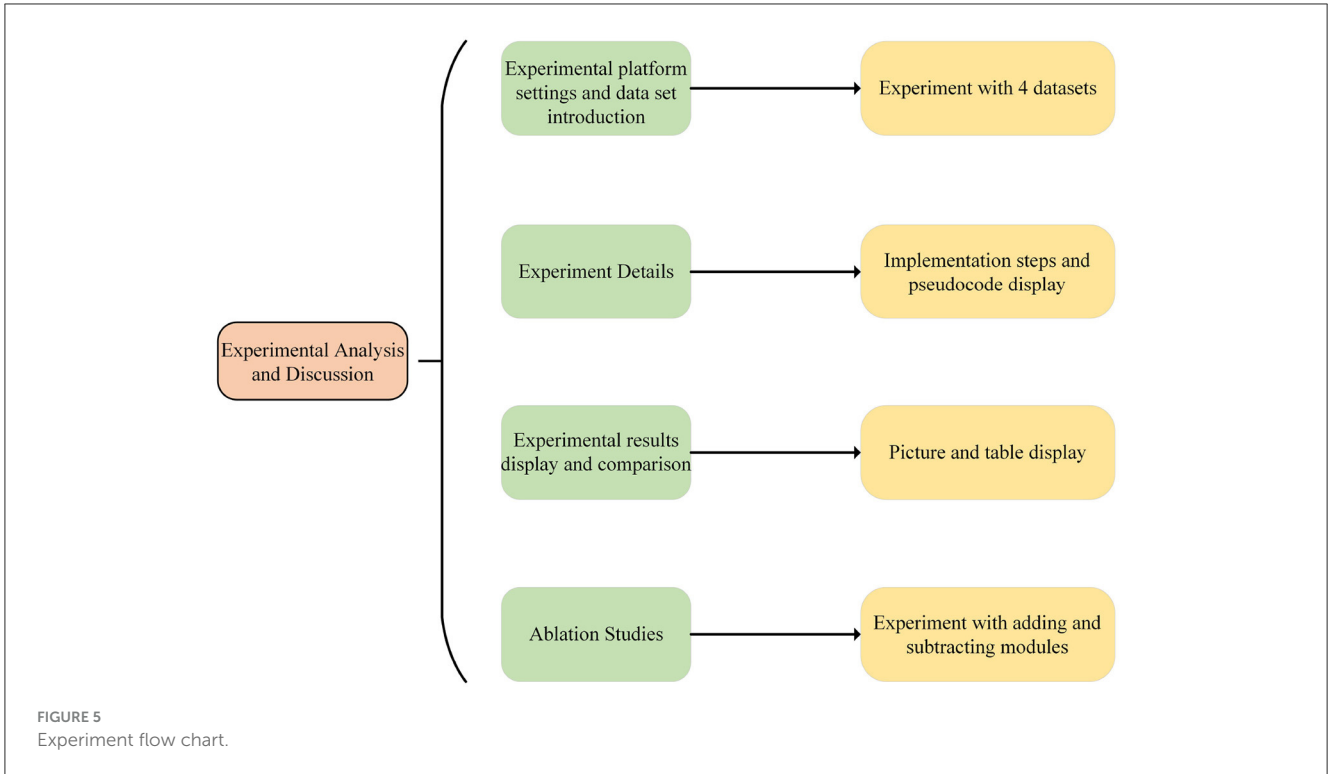 Experimental Analysis
and Discussion
Experimental platform
settings and data set
introduction
Experiment with 4 datasets
Experiment Details
Implementation steps and
pseudocode display
Experimental results
display and comparison
Picture and table display
Ablation Studies
Experiment with adding and
subtracting modules
FIGURE 5
Experiment flow chart.